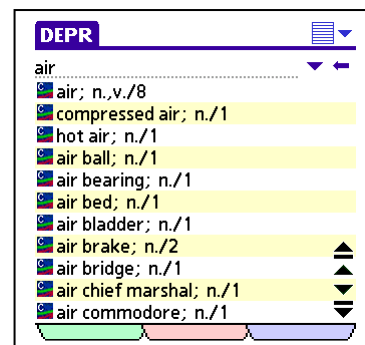 DEPR
air
air; n.,v./8
compressed air; n./1
hot air; n./1
air ball; n./1
air bearing; n./1
air bed; n./1
air bladder; n./1
air brake; n./2
air bridge; n./1
air chief marshal; n./1
air commodore; n./1